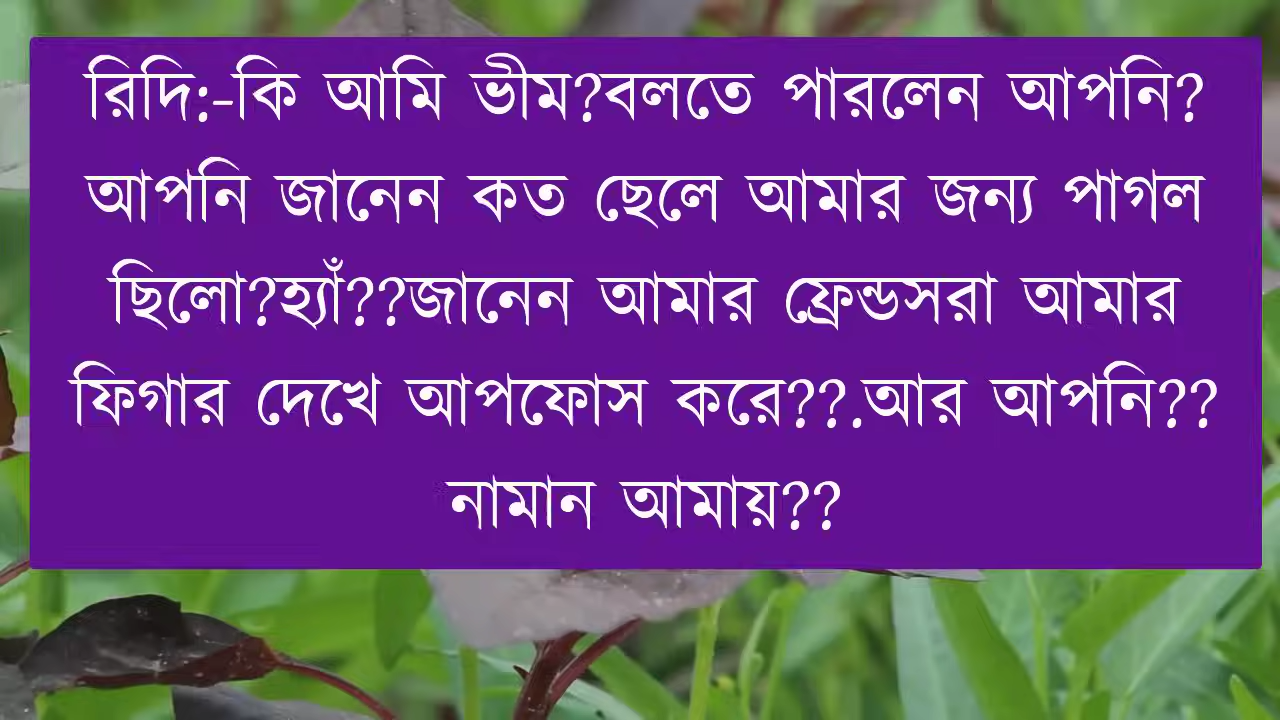 রিদি:-কি আমি ভীম?বলতে পারলেন আপনি?
আপনি জানেন কত ছেলে আমার জন্য পাগল
ছিলো?হ্যাঁ??জানেন আমার ফ্রেন্ডসরা আমার
ফিগার দেখে আপফোস করে??.আর আপনি??
নামান আমায়??